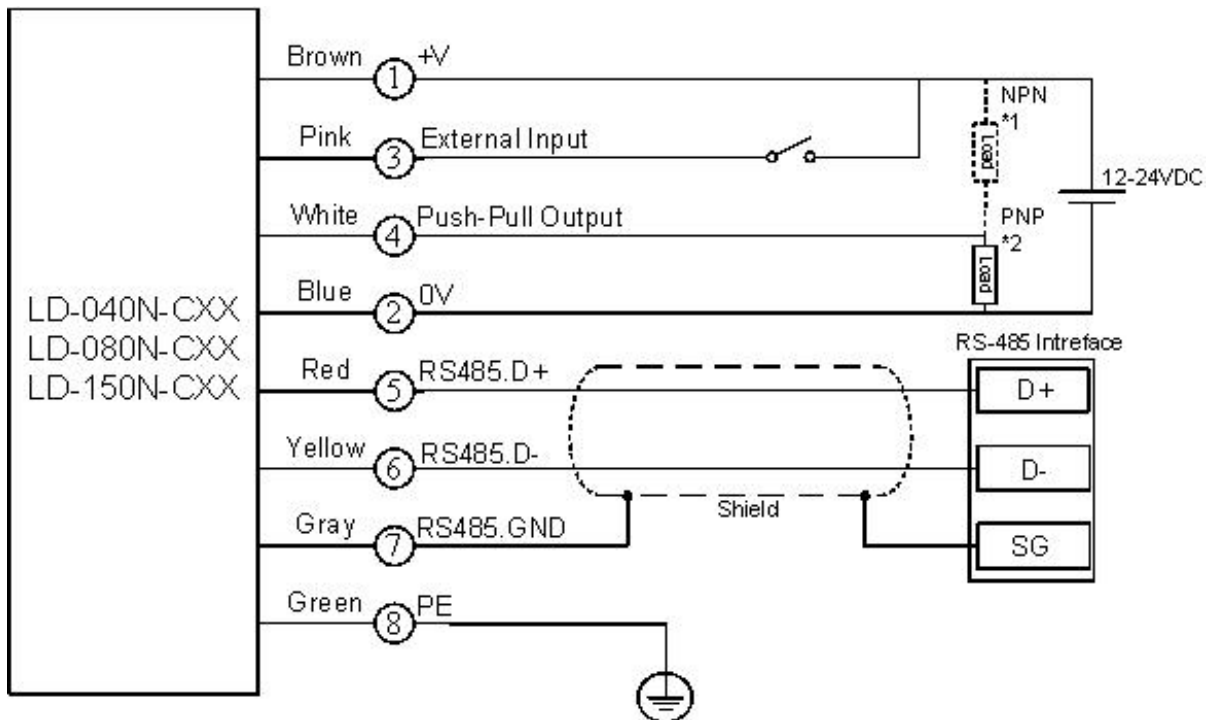 Brown 1 +V
NPN
*1
Load
Pink 3 External Input
12-24VDC
White 4 Push-Pull Output
PNP
*2
Load
Blue 2 0V
LD-040N-CXX
LD-080N-CXX
LD-150N-CXX
RS-485 Intreface
Red 5 RS485.D+
D+
Yellow 6 RS485.D-
D-
Shield
Gray 7 RS485.GND
SG
Green 8 PE